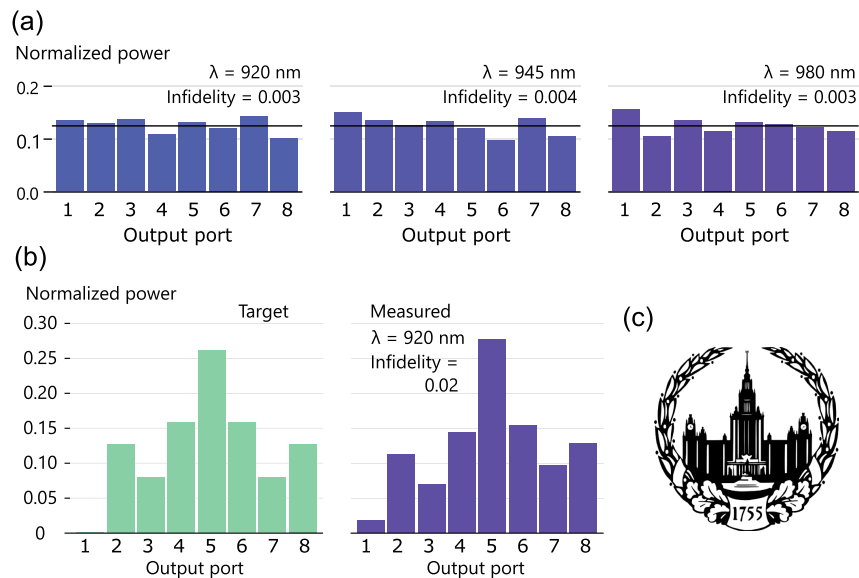 (a)
Normalized power
λ = 920 nm
Infidelity = 0.003
λ = 945 nm
Infidelity = 0.004
λ = 980 nm
Infidelity = 0.003
0.2
0.1
0.0
1 2 3 4 5 6 7 8
1 2 3 4 5 6 7 8
1 2 3 4 5 6 7 8
Output port
Output port
Output port
(b)
Normalized power
Target
0.30
0.25
0.20
0.15
0.10
0.05
0
1 2 3 4 5 6 7 8
Output port
Measured
λ = 920 nm
Infidelity =
0.02
1 2 3 4 5 6 7 8
Output port
(c)
1755